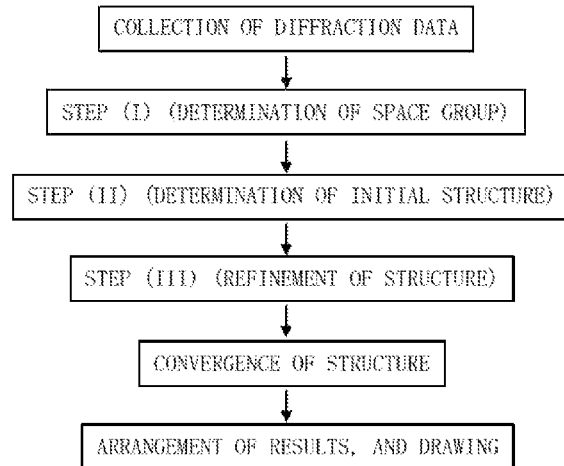 COLLECTION OF DIFFRACTION DATA
STEP (I) (DETERMINATION OF SPACE GROUP)
STEP (II) (DETERMINATION OF INITIAL STRUCTURE)
STEP (III) (REFINEMENT OF STRUCTURE)
CONVERGENCE OF STRUCTURE
ARRANGEMENT OF RESULTS, AND DRAWING